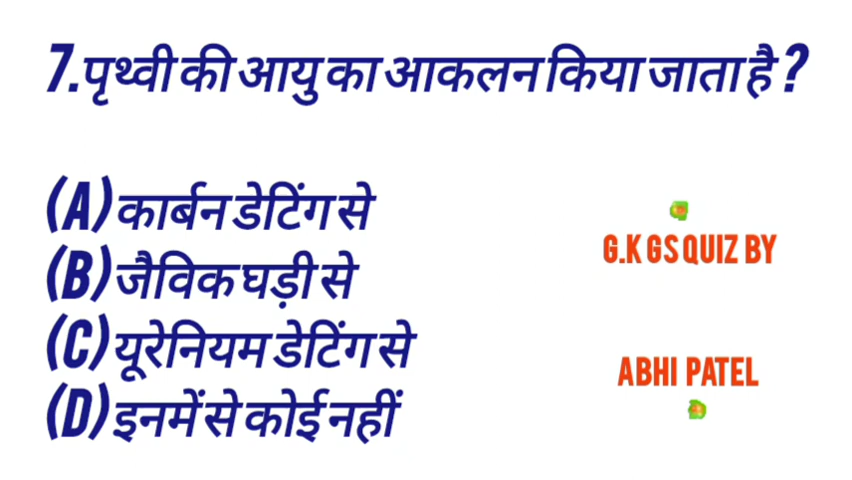 7.पृथ्वी की आयु का आकलन किया जाता है ?
(A) कार्बन डेटिंग से
(B) जैविक घड़ी से
(C) यूरेनियम डेटिंग से
(D) इनमें से कोई नहीं
G.K GS QUIZ BY
ABHI PATEL